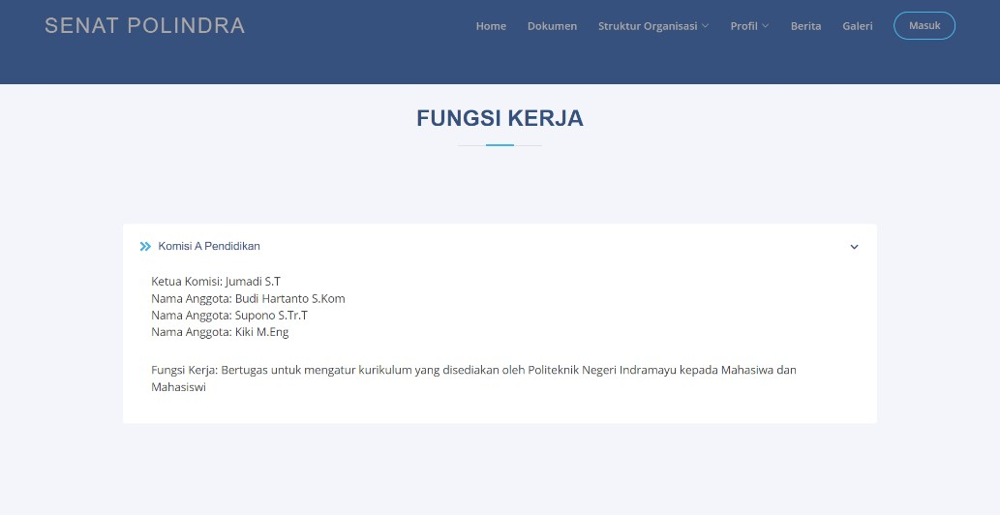 SENAT POLINDRA
Home Dokumen Struktur Organisasi Profil Berita Galeri Masuk
FUNGSI KERJA
Komisi A Pendidikan
Ketua Komisi: Jumadi S.T
Nama Anggota: Budi Hartanto S.Kom
Nama Anggota: Supono S.Tr.T
Nama Anggota: Kiki M.Eng
Fungsi Kerja: Bertugas untuk mengatur kurikulum yang disediakan oleh Politeknik Negeri Indramayu kepada Mahasiwa dan
Mahasiswi